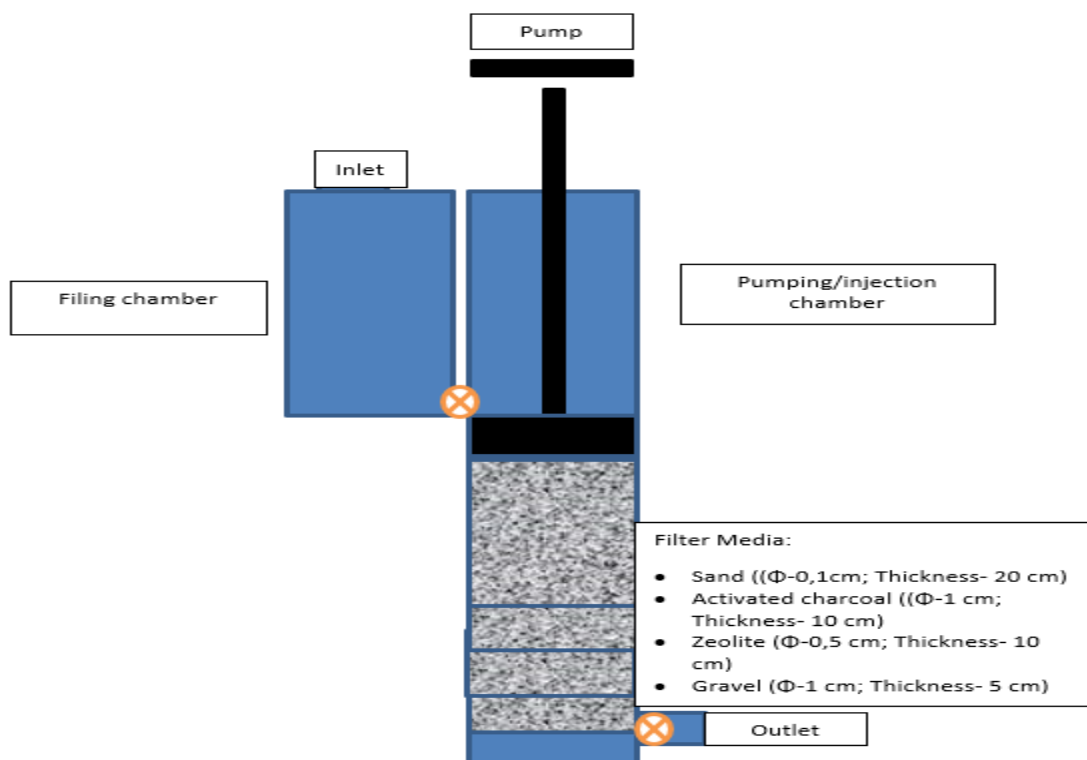 Pump
Inlet
Filing chamber
Pumping/injection
chamber
Filter Media:
• Sand ((Φ-0,1cm; Thickness- 20 cm)
• Activated charcoal ((Φ-1 cm;
Thickness- 10 cm)
• Zeolite (Φ-0,5 cm; Thickness- 10
cm)
• Gravel (Φ-1 cm; Thickness- 5 cm)
Outlet